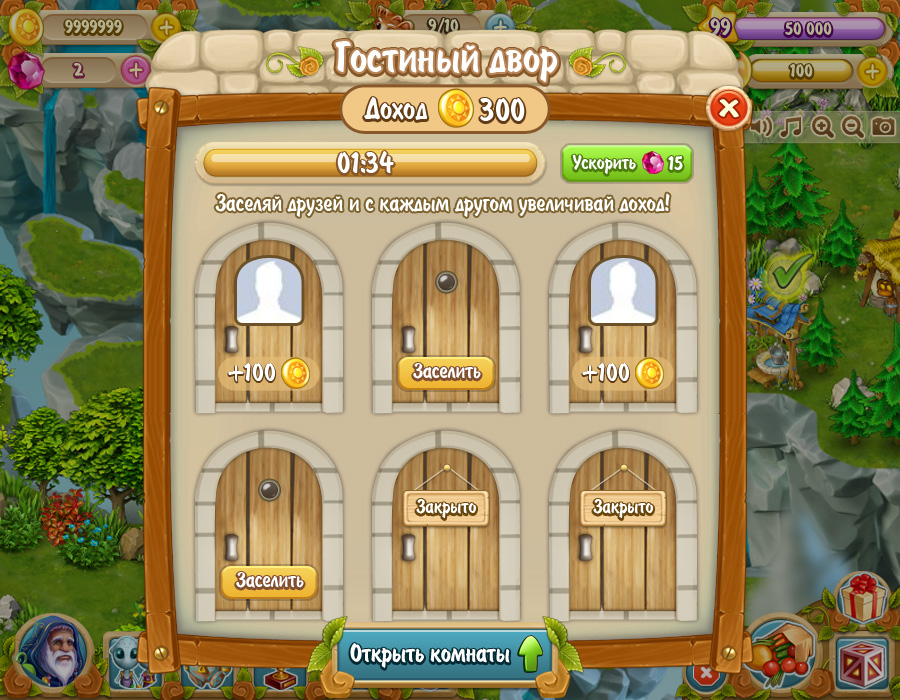 9999999
9/10
99
50 000
2
100
Гостиный двор
Доход 300
01:34
Ускорить 15
Заселяй друзей и с каждым другом увеличивай доход!
+100
Заселить
+100
Заселить
Закрыто
Закрыто
Открыть комнаты